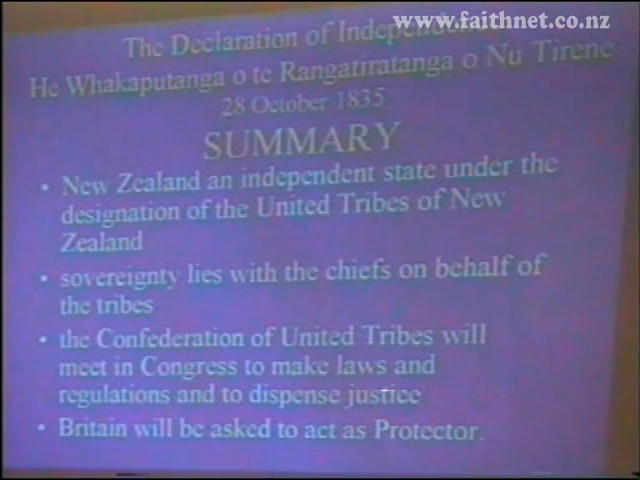 www.faithnet.co.nz
The Declaration of Independence
He Whakaputanga o te Rangatiratanga o Nu Tirene
28 October 1835
SUMMARY
• New Zealand an independent state under the
designation of the United Tribes of New
Zealand
• sovereignty lies with the chiefs on behalf of
the tribes
• the Confederation of United Tribes will
meet in Congress to make laws and
regulations and to dispense justice
• Britain will be asked to act as Protector.